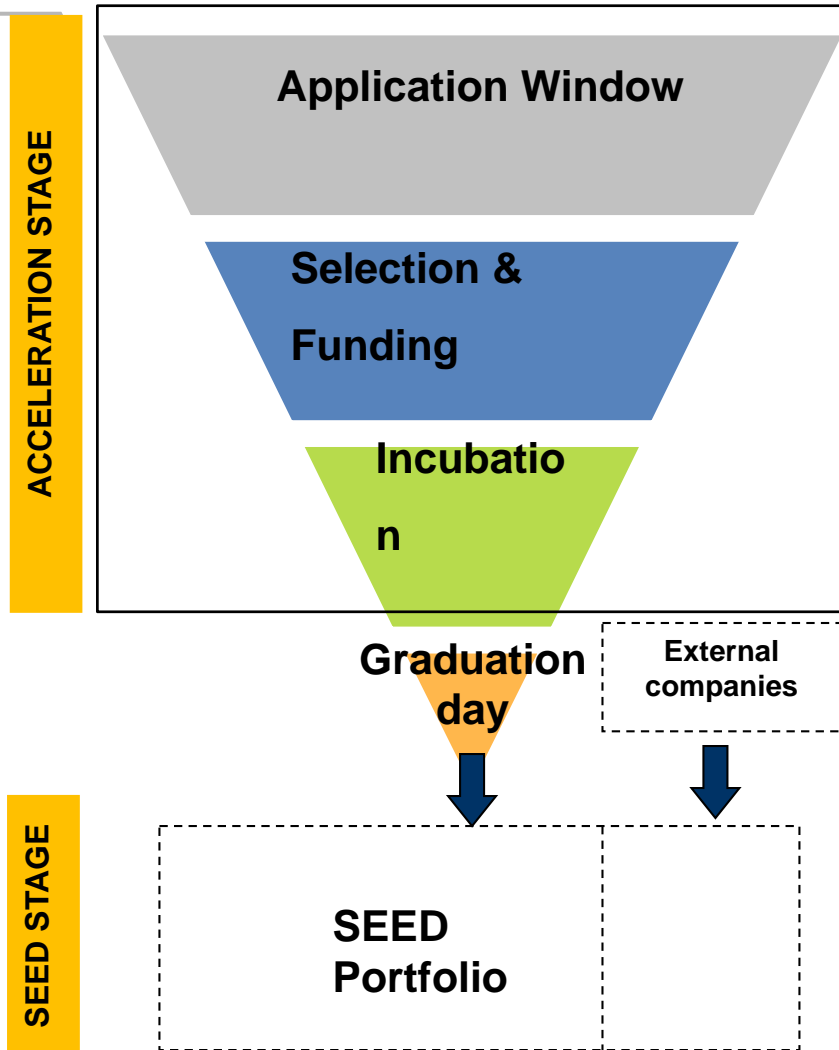 ACCELERATION STAGE
Application Window
Selection &
Funding
Incubatio
n
Graduation
day
External
companies
SEED STAGE
SEED
Portfolio